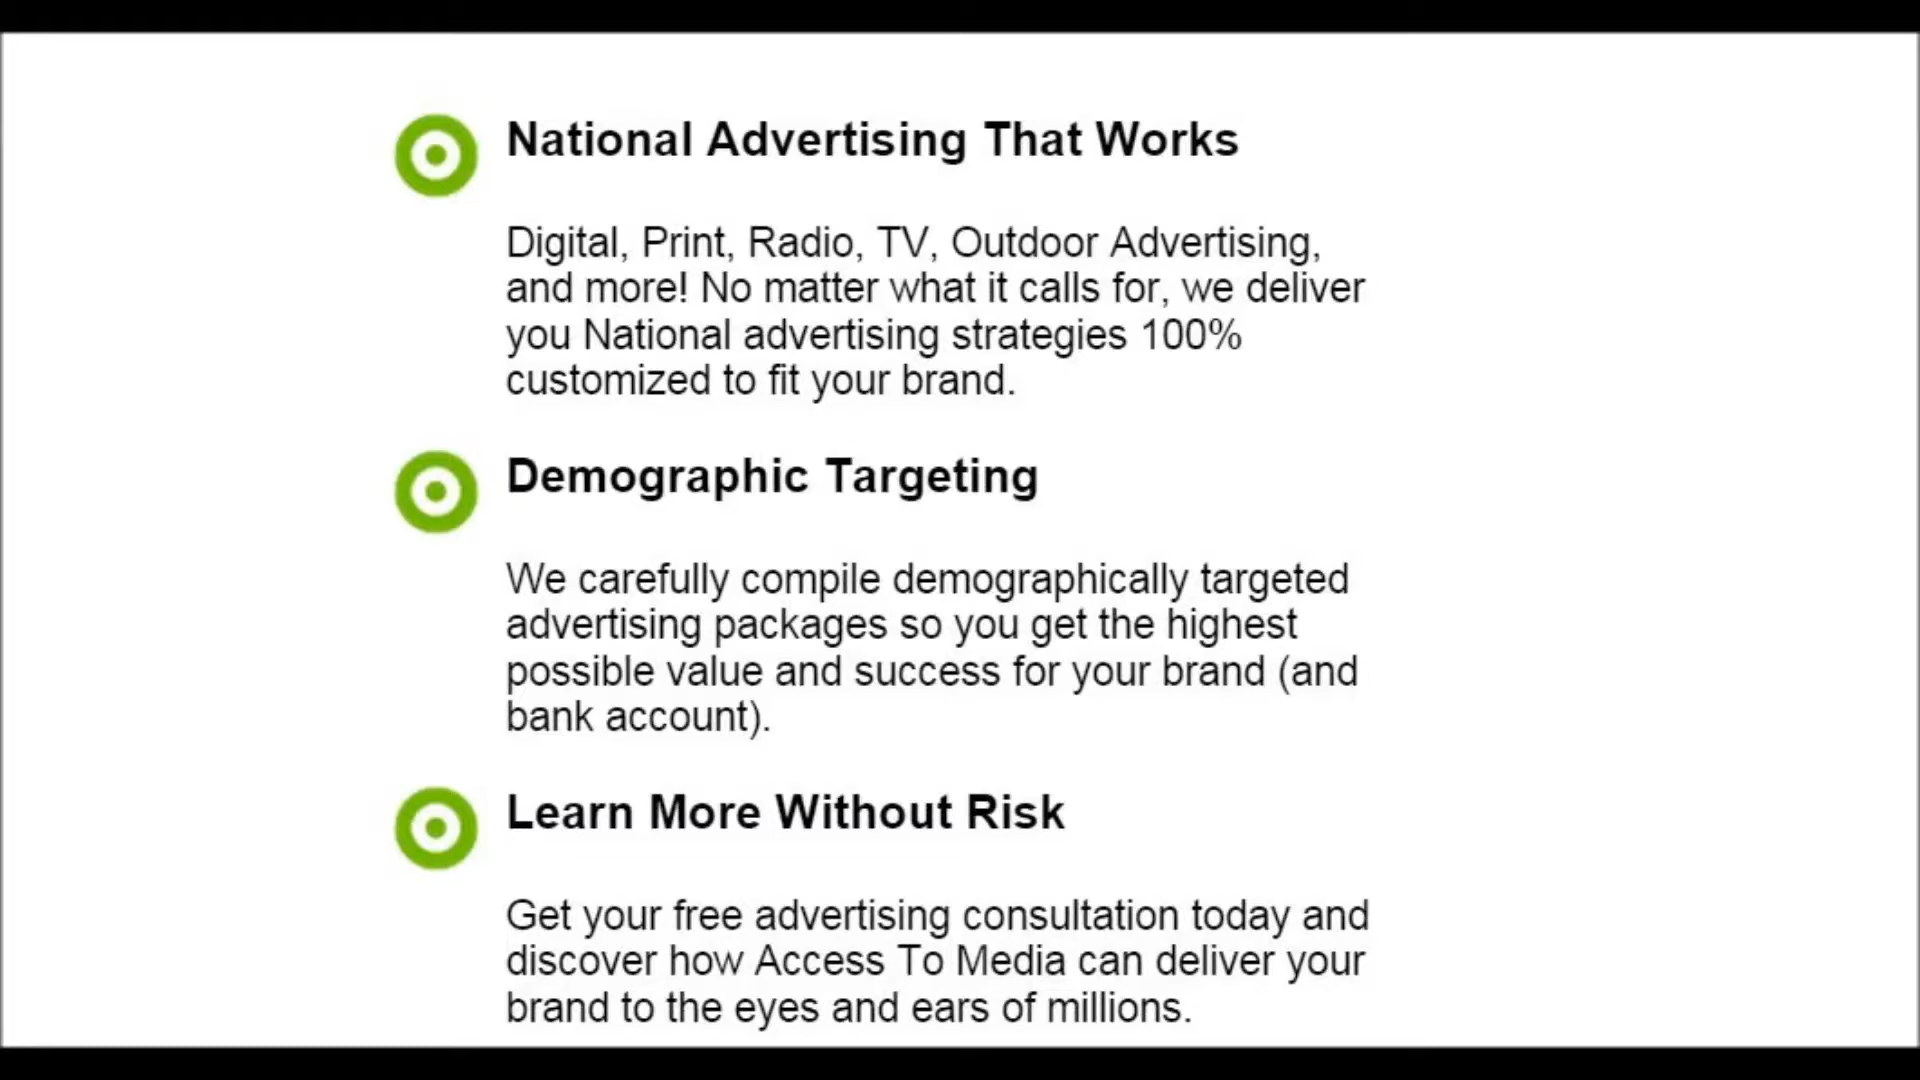 National Advertising That Works
Digital, Print, Radio, TV, Outdoor Advertising,
and more! No matter what it calls for, we deliver
you National advertising strategies 100%
customized to fit your brand.
Demographic Targeting
We carefully compile demographically targeted
advertising packages so you get the highest
possible value and success for your brand (and
bank account).
Learn More Without Risk
Get your free advertising consultation today and
discover how Access To Media can deliver your
brand to the eyes and ears of millions.